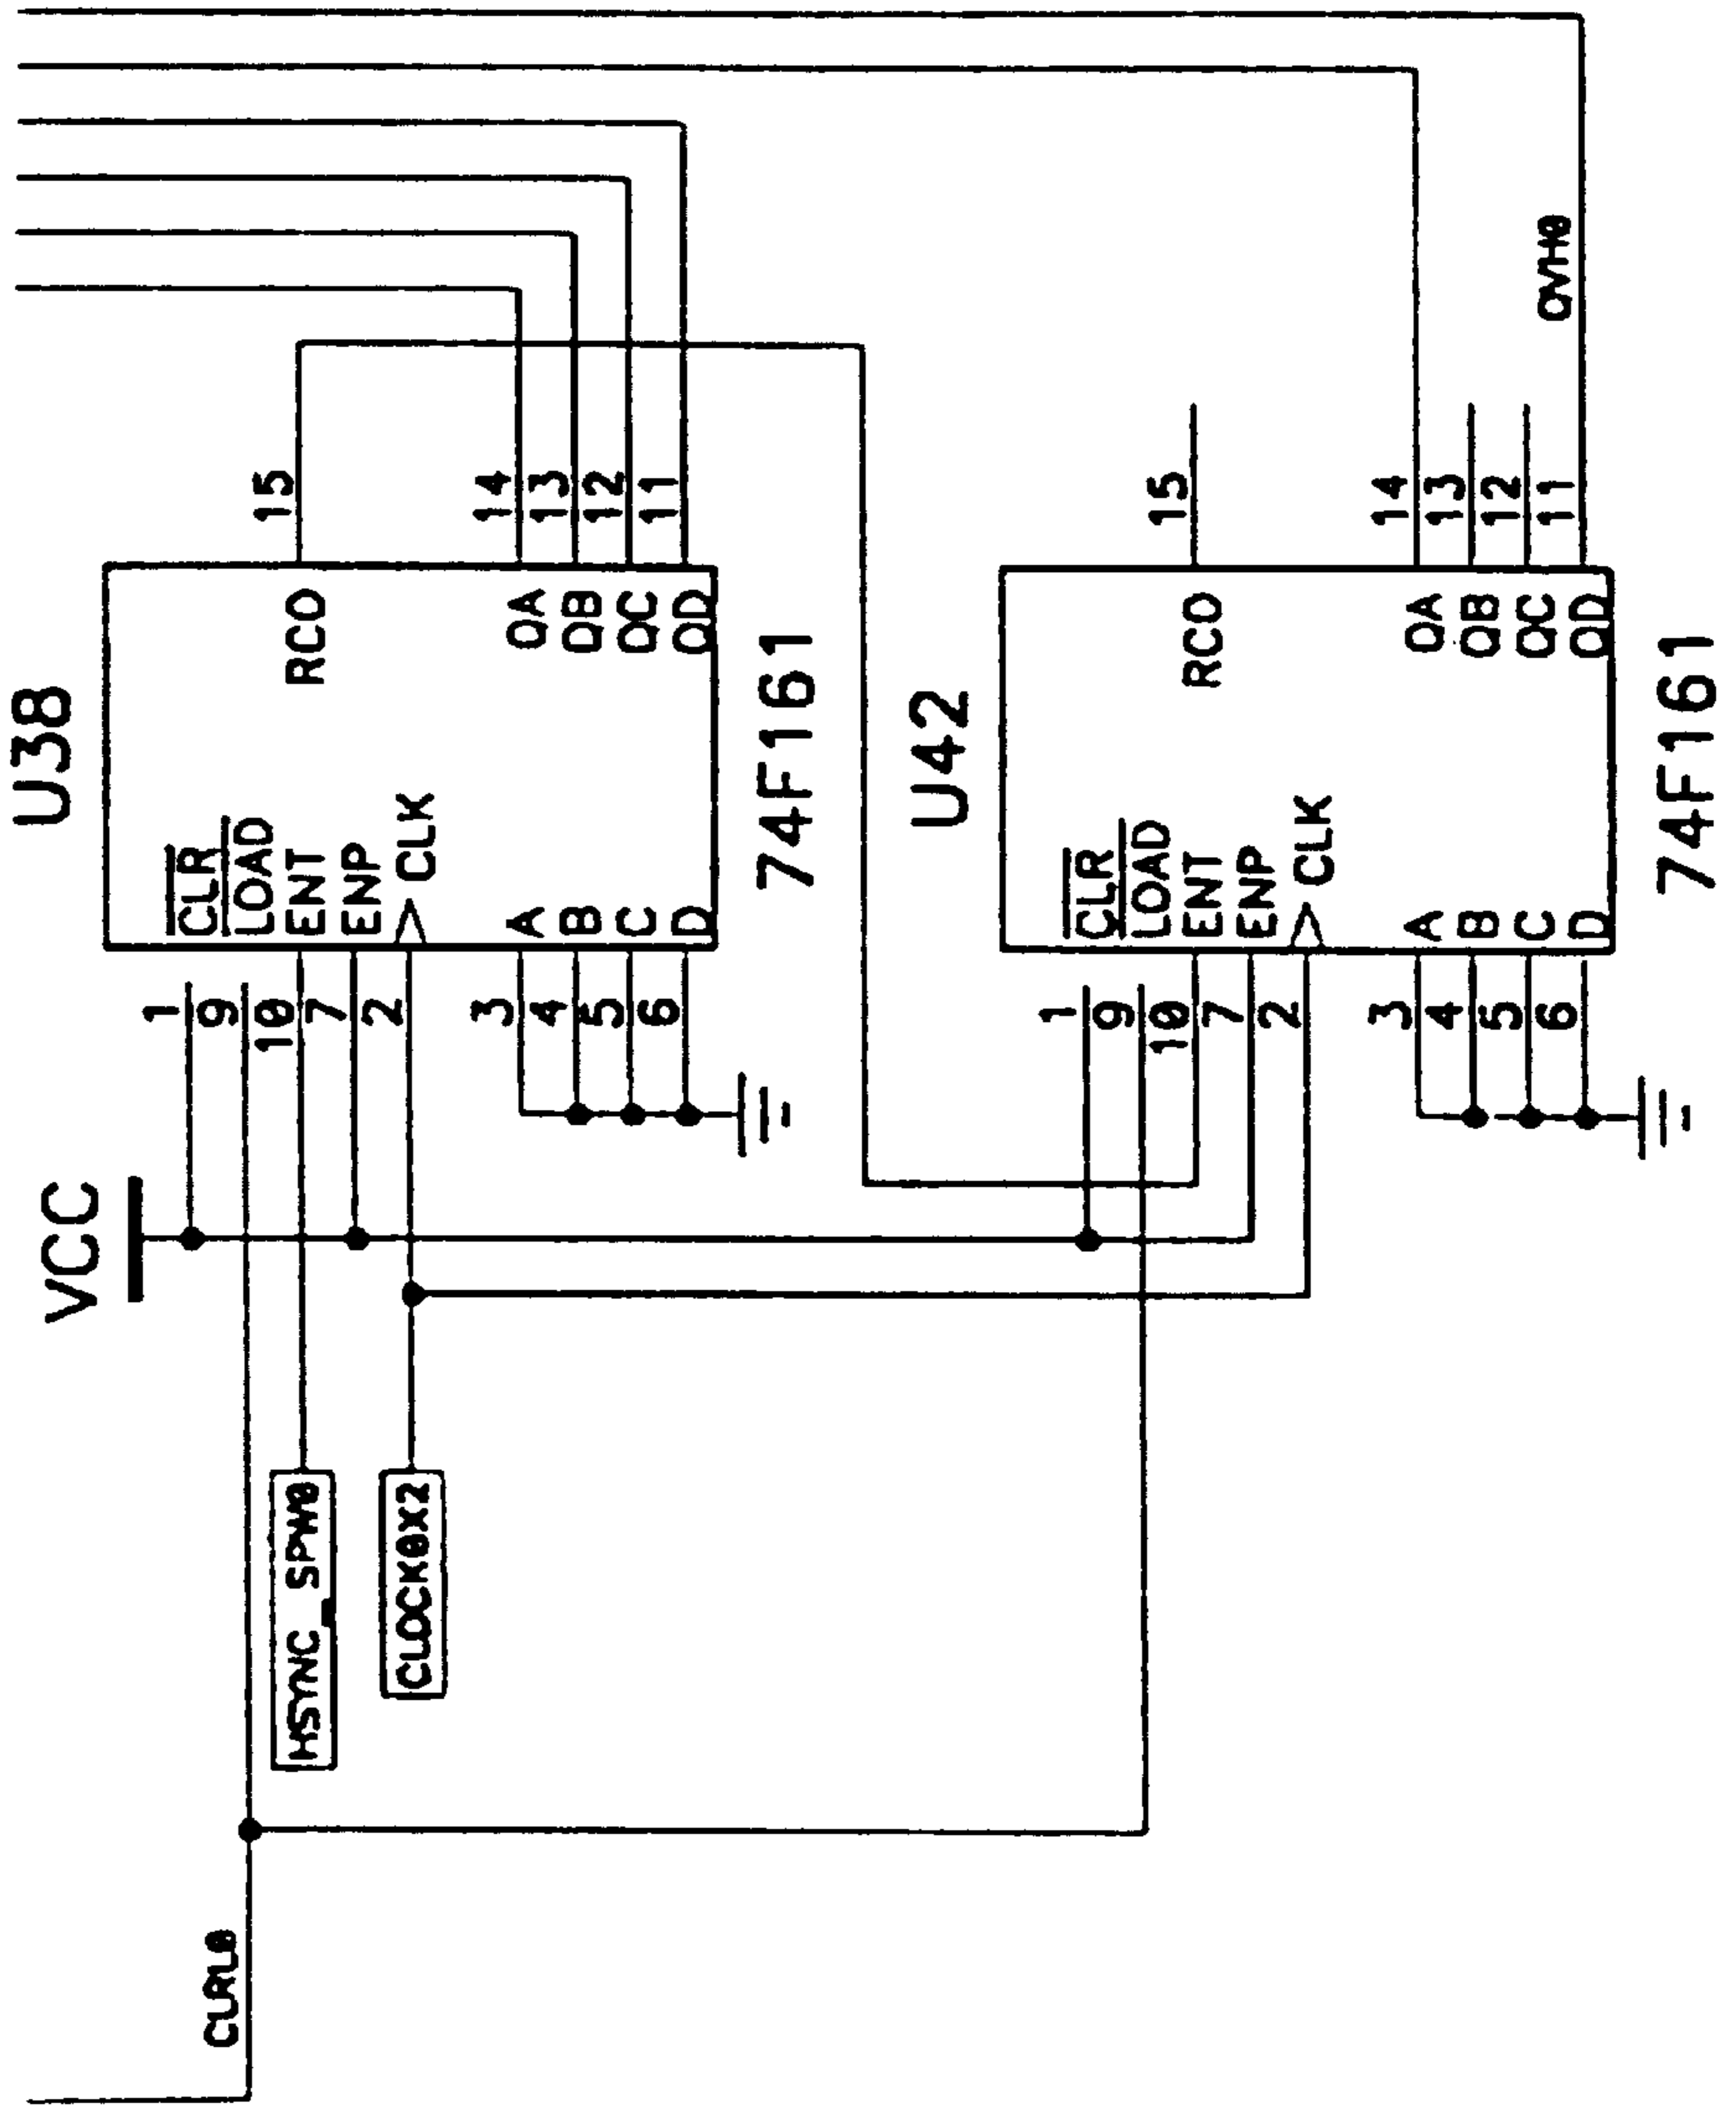 VCC
U38
CLR
LOAD
ENT
ENP
CLK
A
B
C
D
RCO
QA
QB
QC
QD
1
9
10
7
2
3
4
5
6
15
14
13
12
11
74F161
HSYNC_SPW0
CLOCK0X2
U42
CLR
LOAD
ENT
ENP
CLK
A
B
C
D
RCO
QA
QB
QC
QD
1
9
10
7
2
3
4
5
6
15
14
13
12
11
74F161